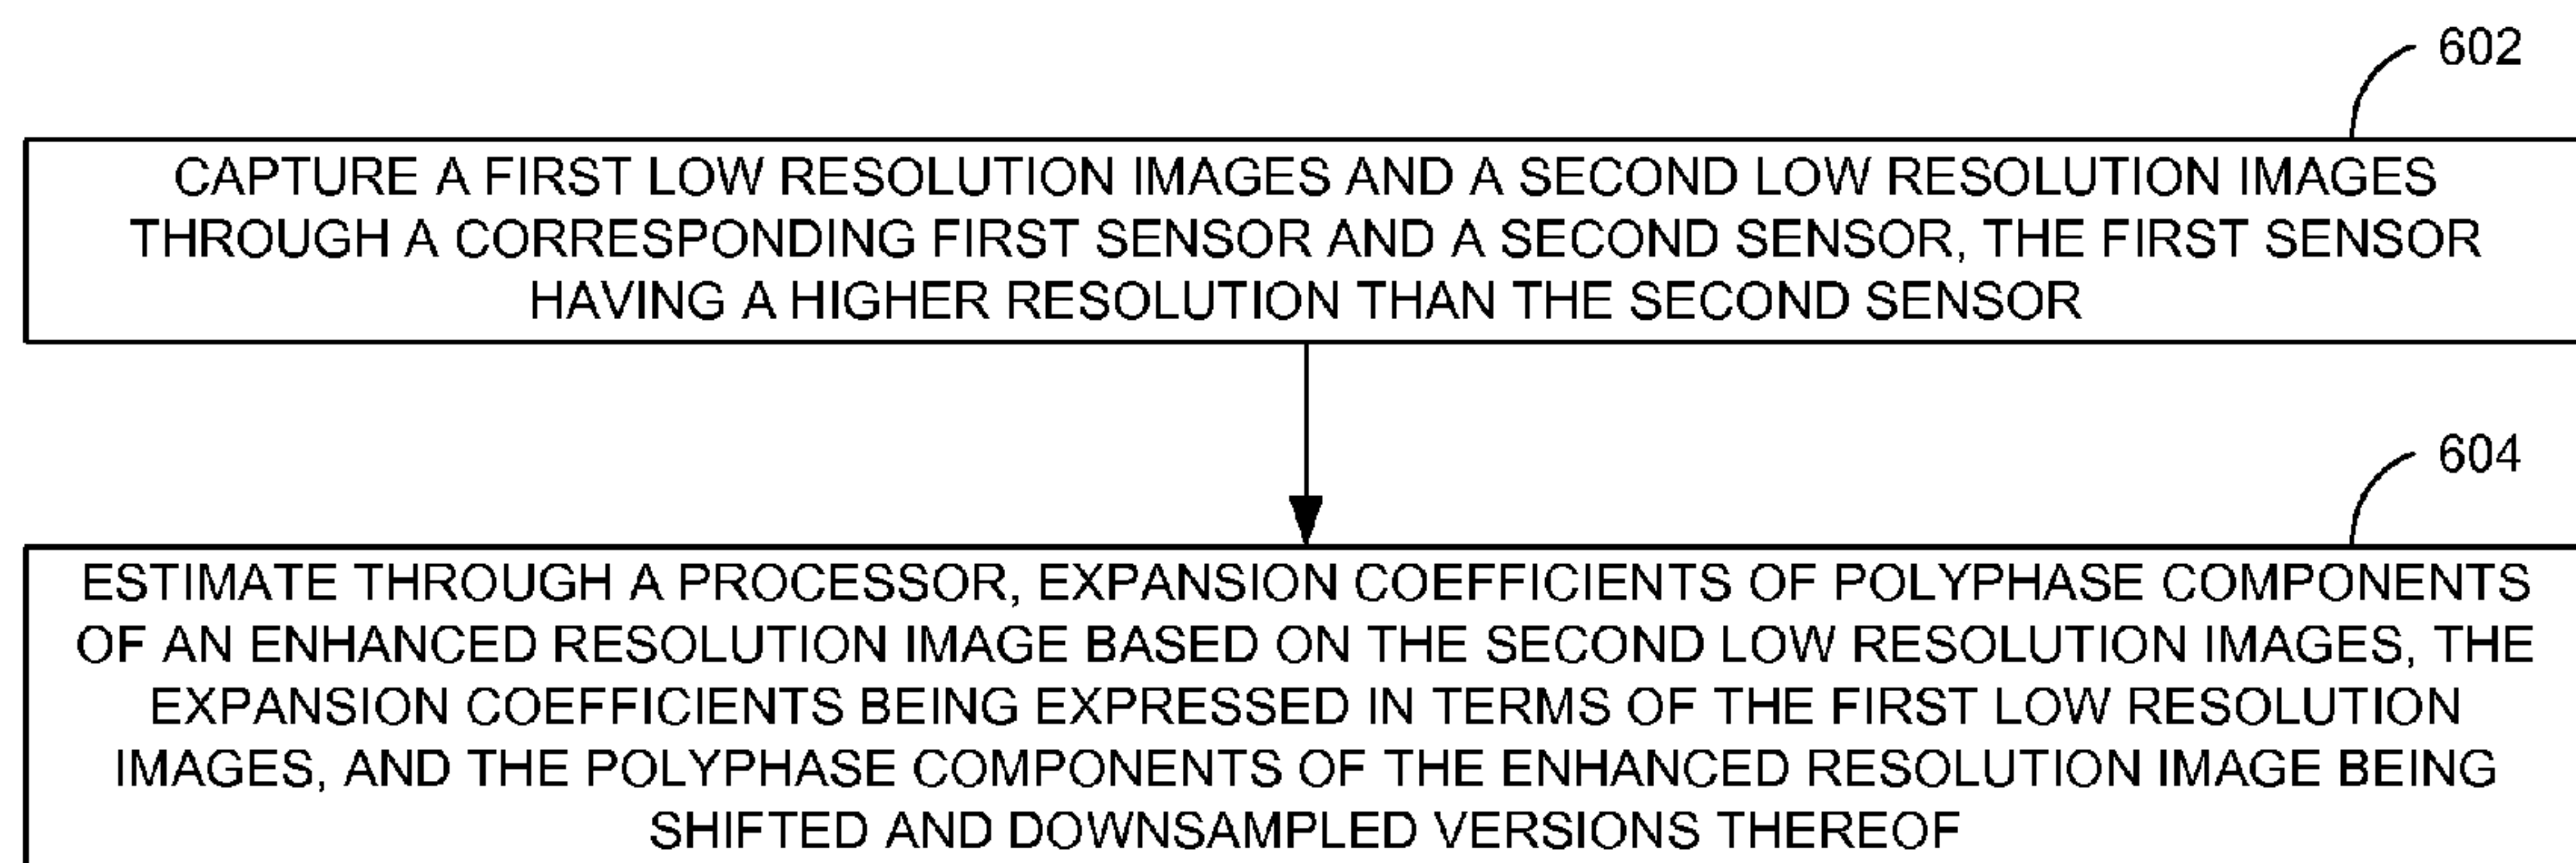 602
CAPTURE A FIRST LOW RESOLUTION IMAGES AND A SECOND LOW RESOLUTION IMAGES
THROUGH A CORRESPONDING FIRST SENSOR AND A SECOND SENSOR, THE FIRST SENSOR
HAVING A HIGHER RESOLUTION THAN THE SECOND SENSOR
604
ESTIMATE THROUGH A PROCESSOR, EXPANSION COEFFICIENTS OF POLYPHASE COMPONENTS
OF AN ENHANCED RESOLUTION IMAGE BASED ON THE SECOND LOW RESOLUTION IMAGES, THE
EXPANSION COEFFICIENTS BEING EXPRESSED IN TERMS OF THE FIRST LOW RESOLUTION
IMAGES, AND THE POLYPHASE COMPONENTS OF THE ENHANCED RESOLUTION IMAGE BEING
SHIFTED AND DOWNSAMPLED VERSIONS THEREOF